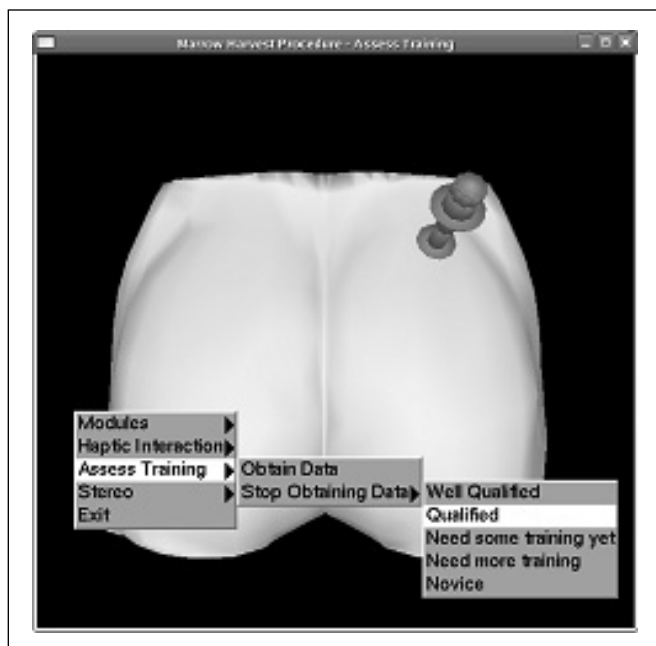 Marrow Harvest Procedure - Assess Training
Modules
Haptic Interaction
Assess Training
Stereo
Exit
Obtain Data
Stop Obtaining Data
Well Qualified
Qualified
Need some training yet
Need more training
Novice